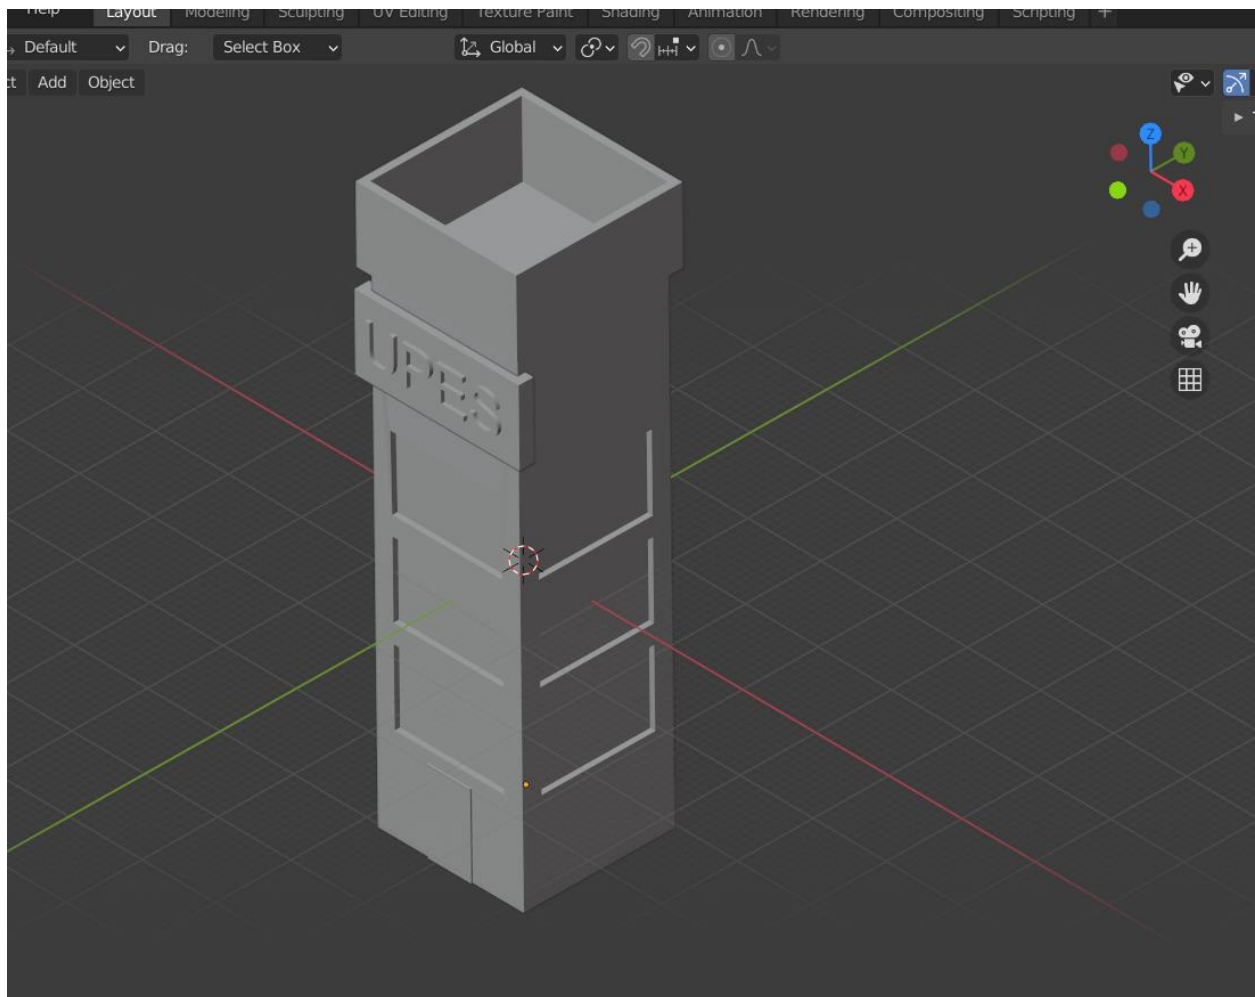 Help Layout Modeling Sculpting UV Editing Texture Paint Shading Animation Rendering Compositing Scripting +
Default Drag: Select Box Global
Add Object
Z
Y
X
UPES